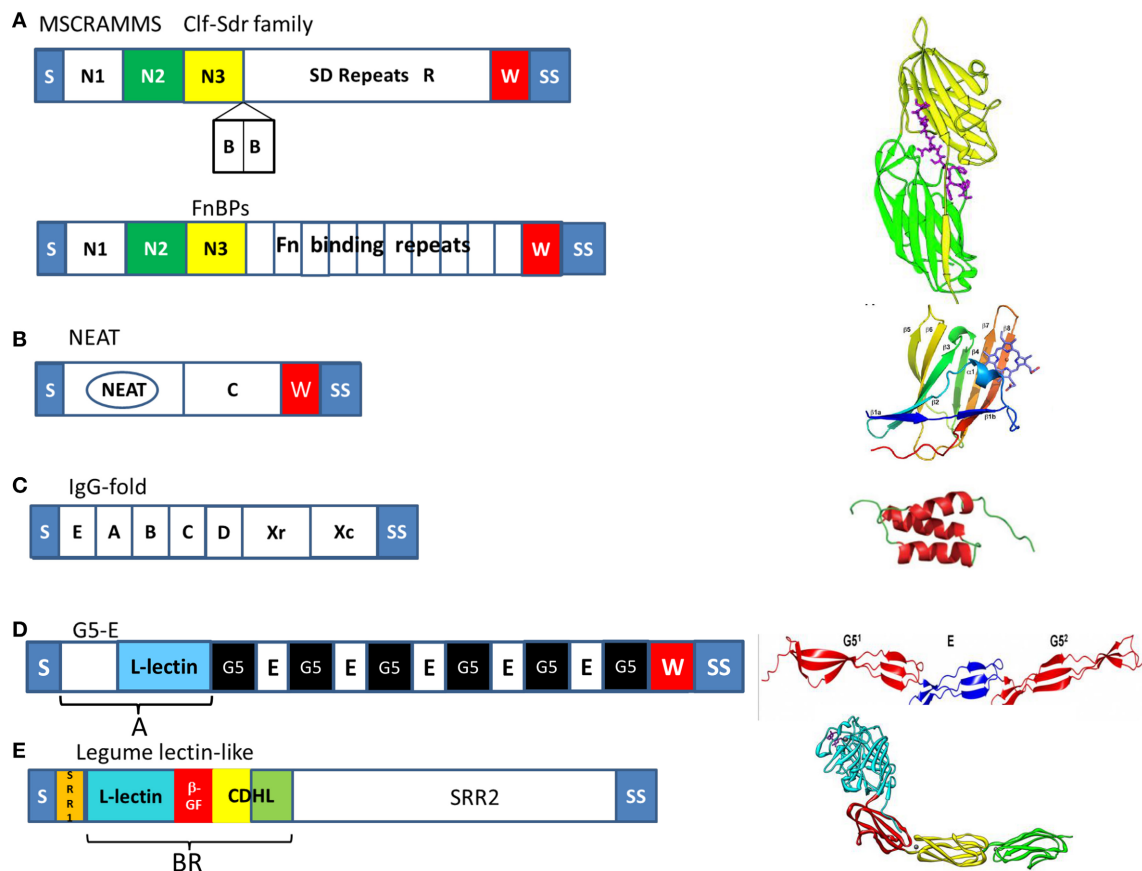 A
MSCRAMMS Clf-Sdr family
S N1 N2 N3 SD Repeats R W SS
B B
FnBPs
S N1 N2 N3 Fn binding repeats W SS
B
NEAT
S NEAT C W SS
β5 β6 β7 β8
β3 β4
α1
β2
β1a β1b
C
IgG-fold
S E A B C D Xr Xc SS
D
G5-E
S L-lectin G5 E G5 E G5 E G5 E G5 E G5 E G5 W SS
A
G5¹ E G5²
E
Legume lectin-like
S SRR1 L-lectin β-GF CDHL SRR2 SS
BR